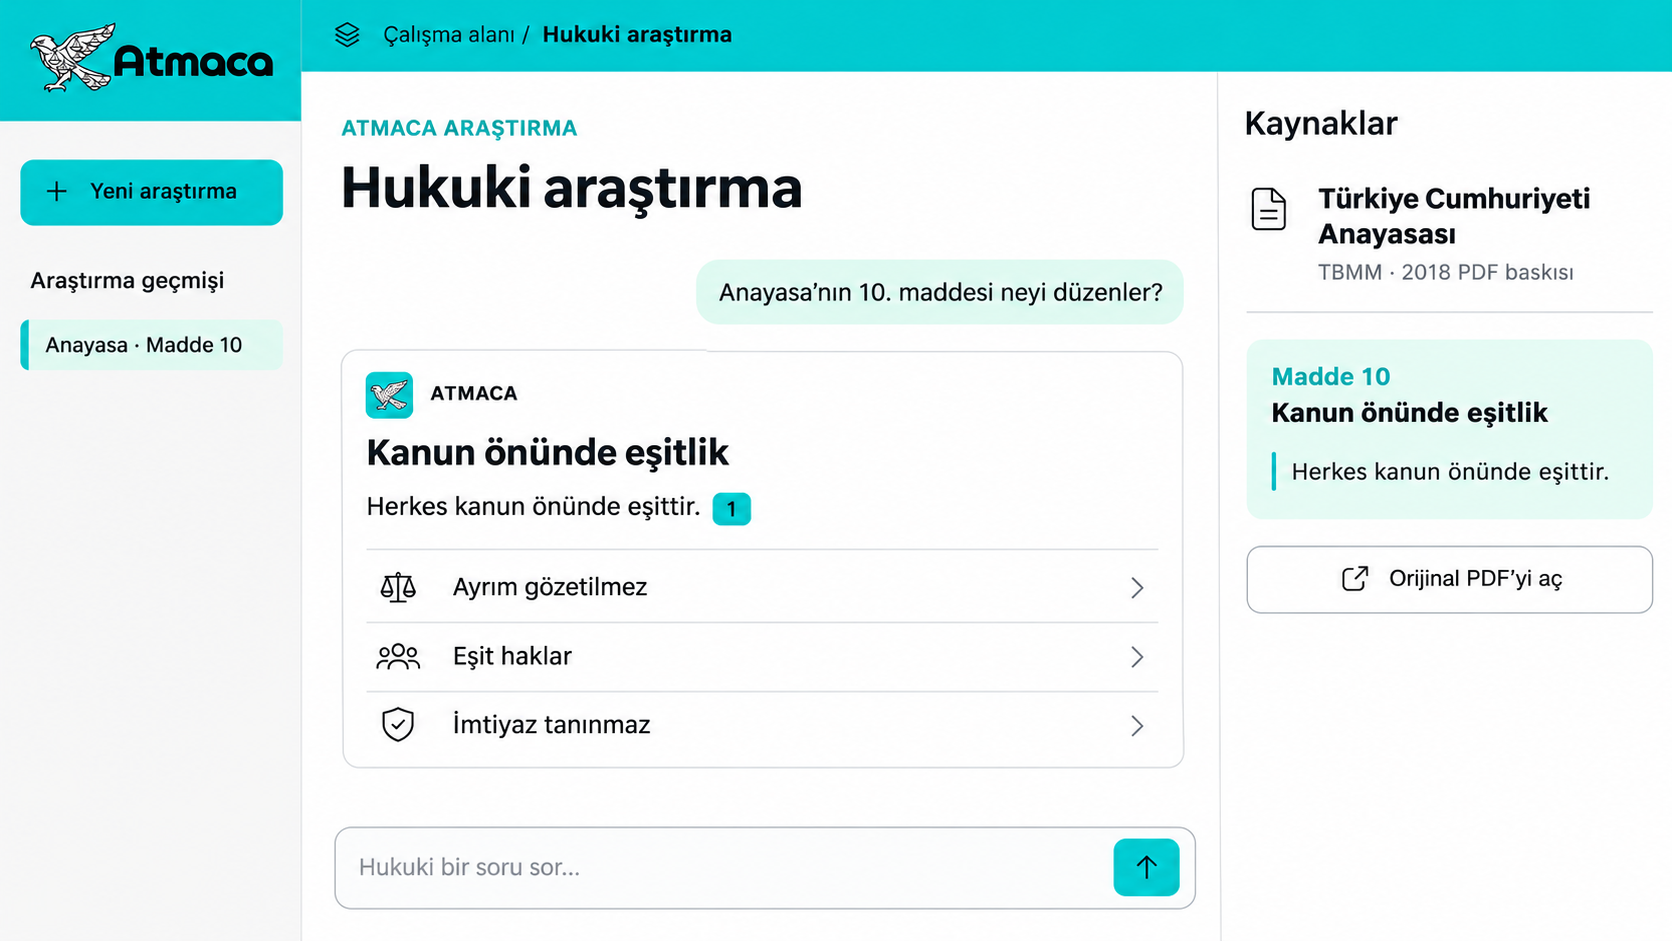 Atmaca
Çalışma alanı / Hukuki araştırma
+ Yeni araştırma
Araştırma geçmişi
Anayasa · Madde 10
ATMACA ARAŞTIRMA
Hukuki araştırma
Anayasa’nın 10. maddesi neyi düzenler?
ATMACA
Kanun önünde eşitlik
Herkes kanun önünde eşittir. 1
Ayrım gözetilmez
Eşit haklar
İmtiyaz tanınmaz
Hukuki bir soru sor...
Kaynaklar
Türkiye Cumhuriyeti
Anayasası
TBMM · 2018 PDF baskısı
Madde 10
Kanun önünde eşitlik
Herkes kanun önünde eşittir.
Orijinal PDF’yi aç